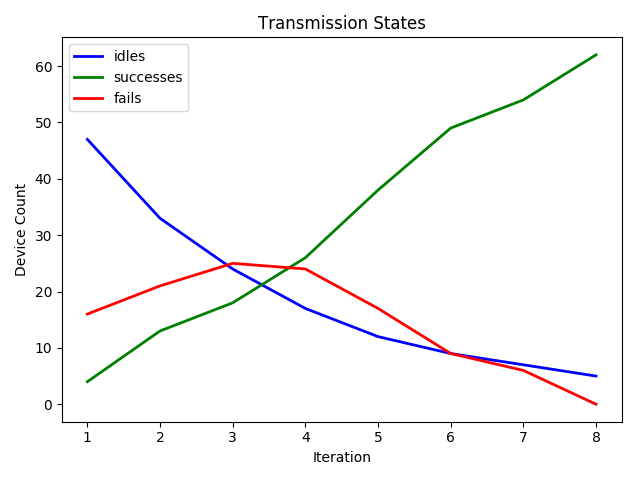 Transmission States
idles
successes
fails
Device Count
60
50
40
30
20
10
0
1 2 3 4 5 6 7 8
Iteration